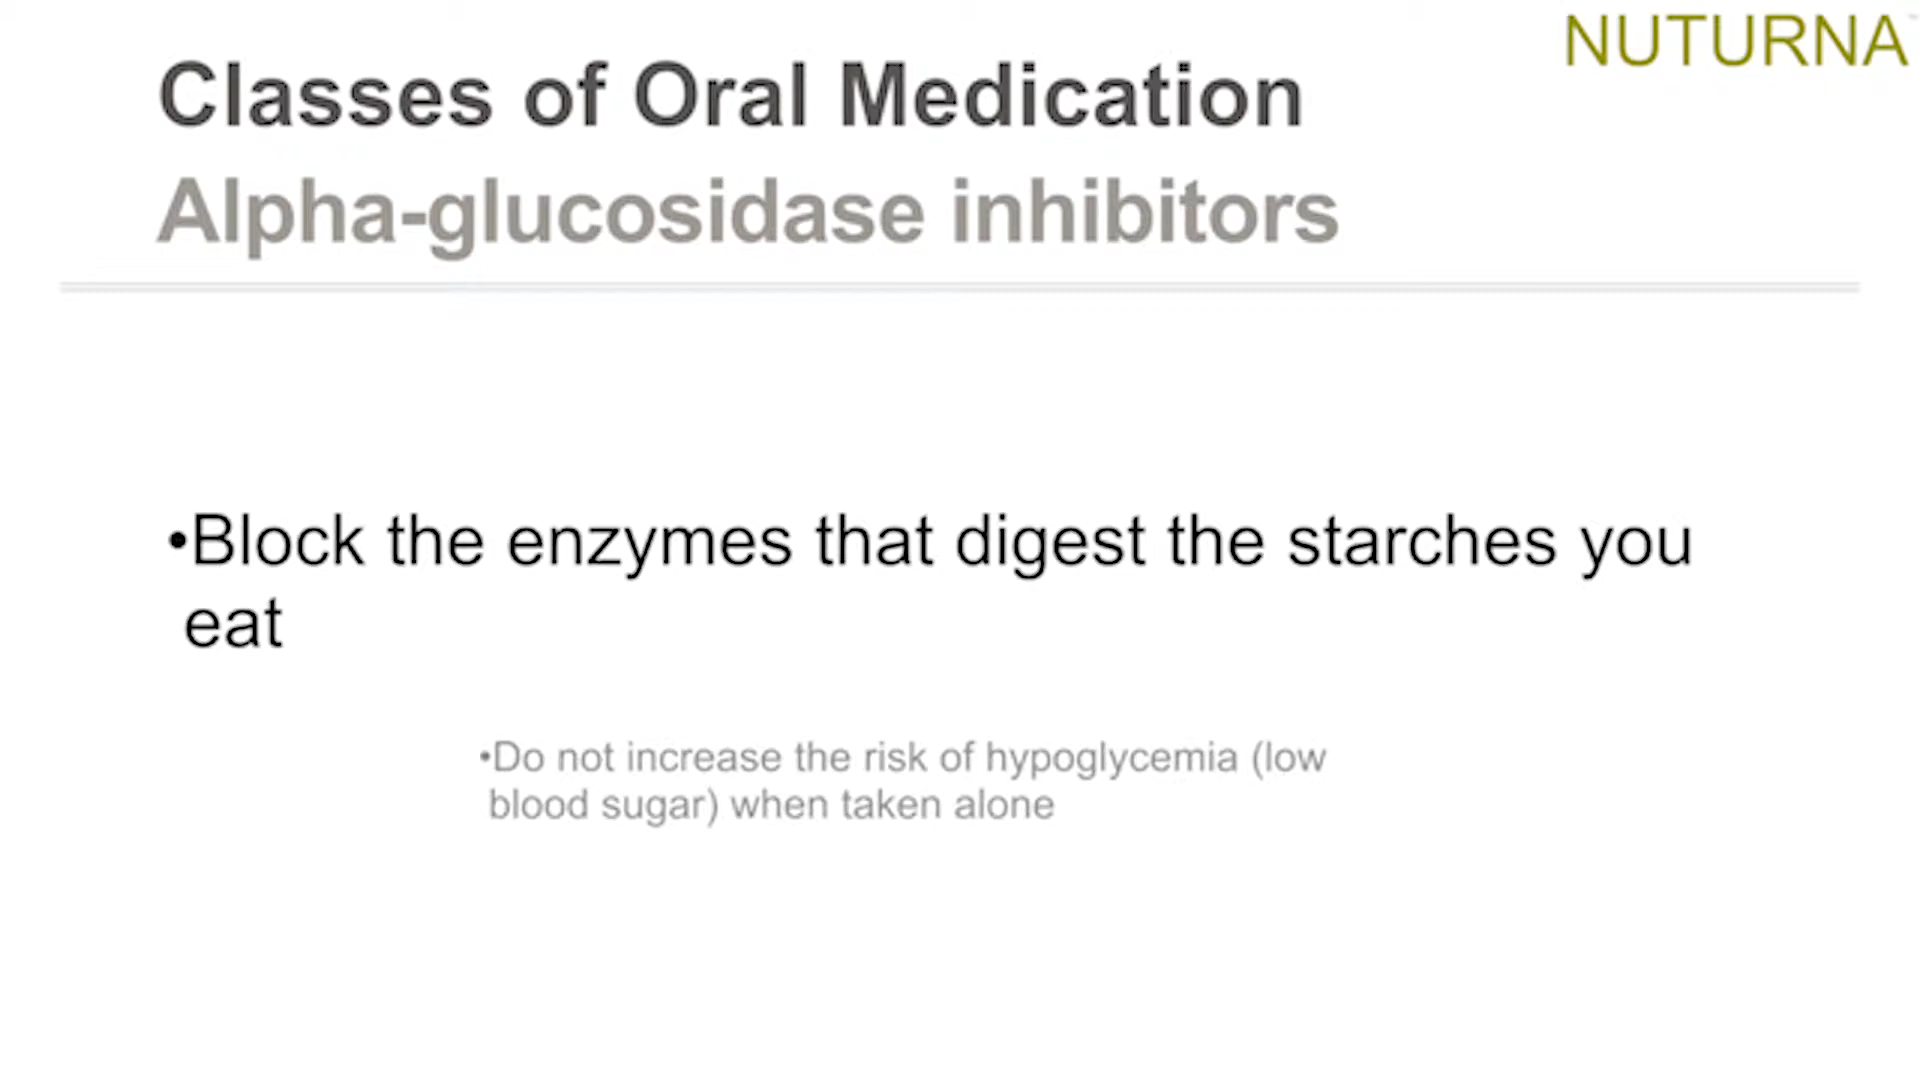 NUTURNA
Classes of Oral Medication
Alpha-glucosidase inhibitors
•Block the enzymes that digest the starches you
eat
•Do not increase the risk of hypoglycemia (low
blood sugar) when taken alone